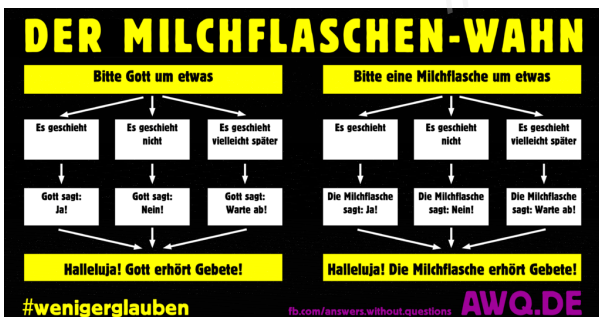 DER MILCHFLASCHEN-WAHN
Bitte Gott um etwas
Es geschieht
Es geschieht
nicht
Es geschieht
vielleicht später
Gott sagt:
Ja!
Gott sagt:
Nein!
Gott sagt:
Warte ab!
Halleluja! Gott erhört Gebete!
Bitte eine Milchflasche um etwas
Es geschieht
Es geschieht
nicht
Es geschieht
vielleicht später
Die Milchflasche
sagt: Ja!
Die Milchflasche
sagt: Nein!
Die Milchflasche
sagt: Warte ab!
Halleluja! Die Milchflasche erhört Gebete!
#wenigerglauben
fb.com/answers.without.questions
AWQ.DE